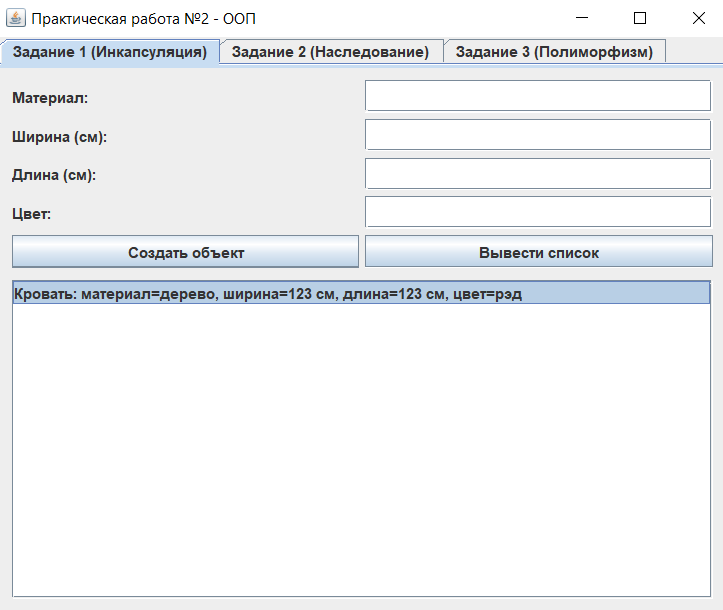 Практическая работа №2 - ООП
Задание 1 (Инкапсуляция) Задание 2 (Наследование) Задание 3 (Полиморфизм)
Материал:
Ширина (см):
Длина (см):
Цвет:
Создать объект Вывести список
Кровать: материал=дерево, ширина=123 см, длина=123 см, цвет=рэд